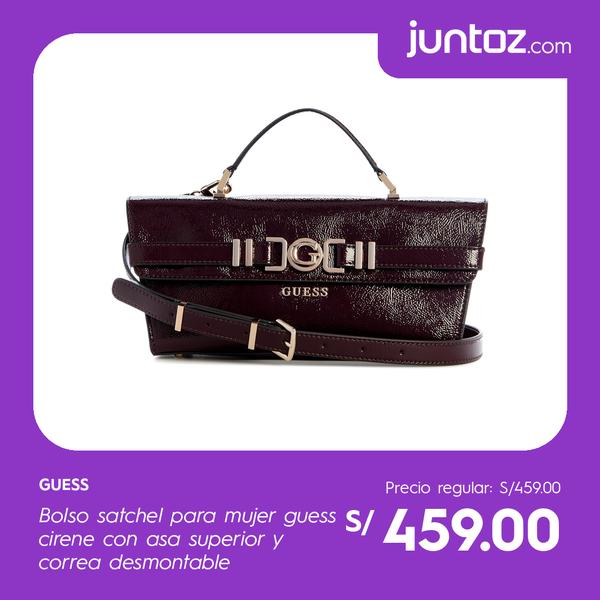 juntoz.com
G
GUESS
GUESS
Precio regular: S/459.00
Bolso satchel para mujer guess
cirene con asa superior y
correa desmontable
S/ 459.00